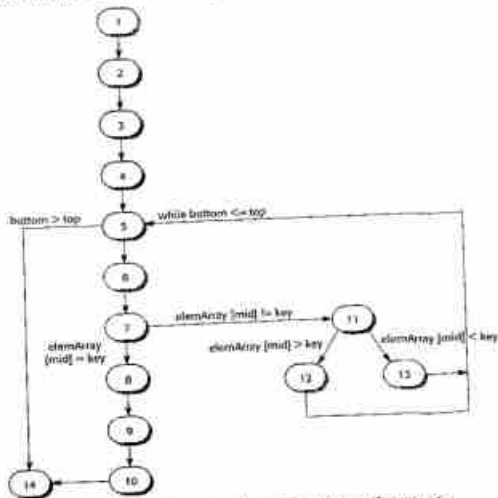 1
2
3
4
bottom > top
while bottom <= top
5
6
7
elemArray [mid] != key
11
elemArray
[mid] = key
elemArray [mid] > key
elemArray [mid] < key
8
12
13
9
14
10